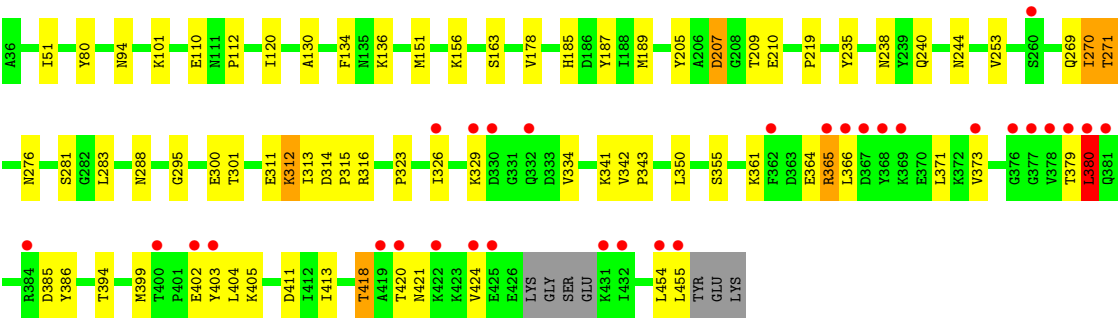 A36 I51 Y80 N94 K101 E110 N111 P112 I120 A130 F134 N135 K136 M151 K156 S163 V178 H185 D186 Y187 I188 M189 Y205 A206 D207 G208 T209 E210 P219 Y235 N238 Y239 Q240 N244 V253 S260 Q269 I270 T271
N276 S281 G282 L283 N288 G295 E300 T301 E311 K312 I313 D314 P315 R316 P323 I326 K329 D330 G331 Q332 D333 V334 K341 V342 P343 L350 S355 K361 F362 D363 E364 R365 L366 D367 Y368 K369 E370 L371 K372 V373 G376 G377 V378 T379 L380 Q381
R384 D385 Y386 T394 M399 T400 P401 E402 Y403 L404 K405 D411 I412 I413 T418 A419 T420 N421 K422 K423 V424 E425 E426 LYS GLY SER GLU K431 I432 L454 L455 TYR GLU LYS